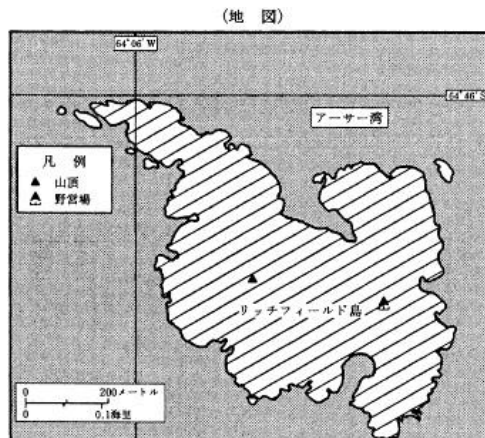 (地 図)
64°06′W
64°46′S
アーサー湾
凡 例
▲ 山頂
野営場
リッチフィールド島
0 200メートル
0 0.1海里